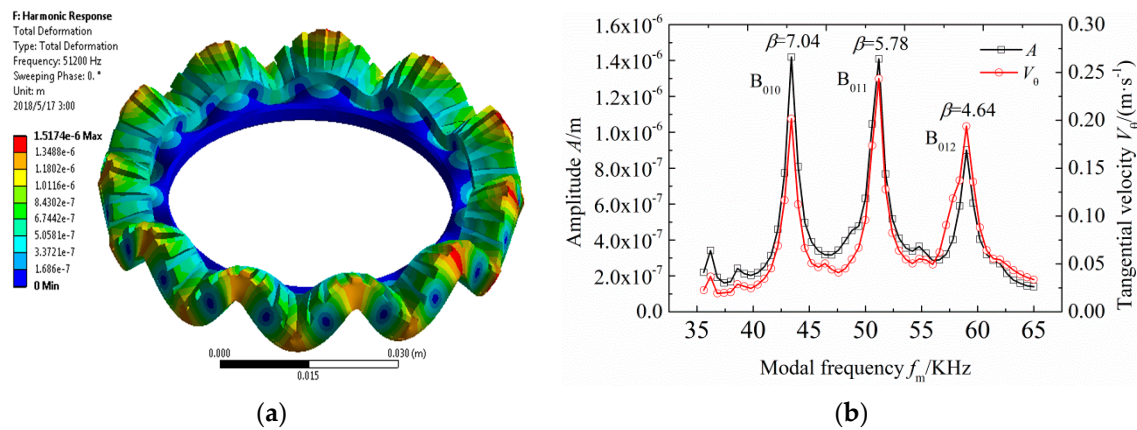 F: Harmonic Response
Total Deformation
Type: Total Deformation
Frequency: 51200 Hz
Sweeping Phase: 0. °
Unit: m
2018/5/17 3:00
1.5174e-6 Max
1.3488e-6
1.1802e-6
1.0116e-6
8.4302e-7
6.7442e-7
5.0581e-7
3.3721e-7
1.686e-7
0 Min
0.000
0.030 (m)
0.015
(a)
1.6x10⁻⁶
1.4x10⁻⁶
1.2x10⁻⁶
1.0x10⁻⁶
8.0x10⁻⁷
6.0x10⁻⁷
4.0x10⁻⁷
2.0x10⁻⁷
0.0
Amplitude A/m
β=7.04
β=5.78
β=4.64
B₀₁₀
B₀₁₁
B₀₁₂
A
V_θ
0.30
0.25
0.20
0.15
0.10
0.05
0.00
Tangential velocity V_θ/(m·s⁻¹)
35 40 45 50 55 60 65
Modal frequency f_m/KHz
(b)